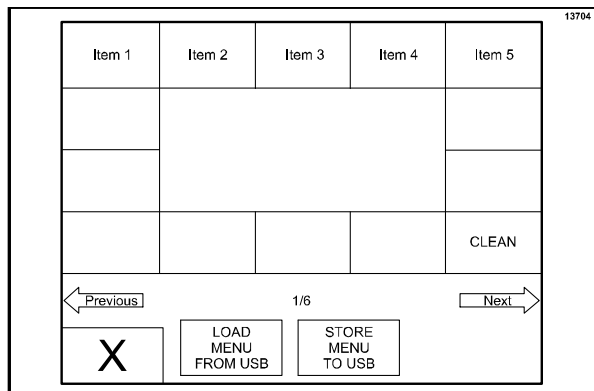 13704
Item 1
Item 2
Item 3
Item 4
Item 5
CLEAN
Previous
1/6
Next
X
LOAD
MENU
FROM USB
STORE
MENU
TO USB